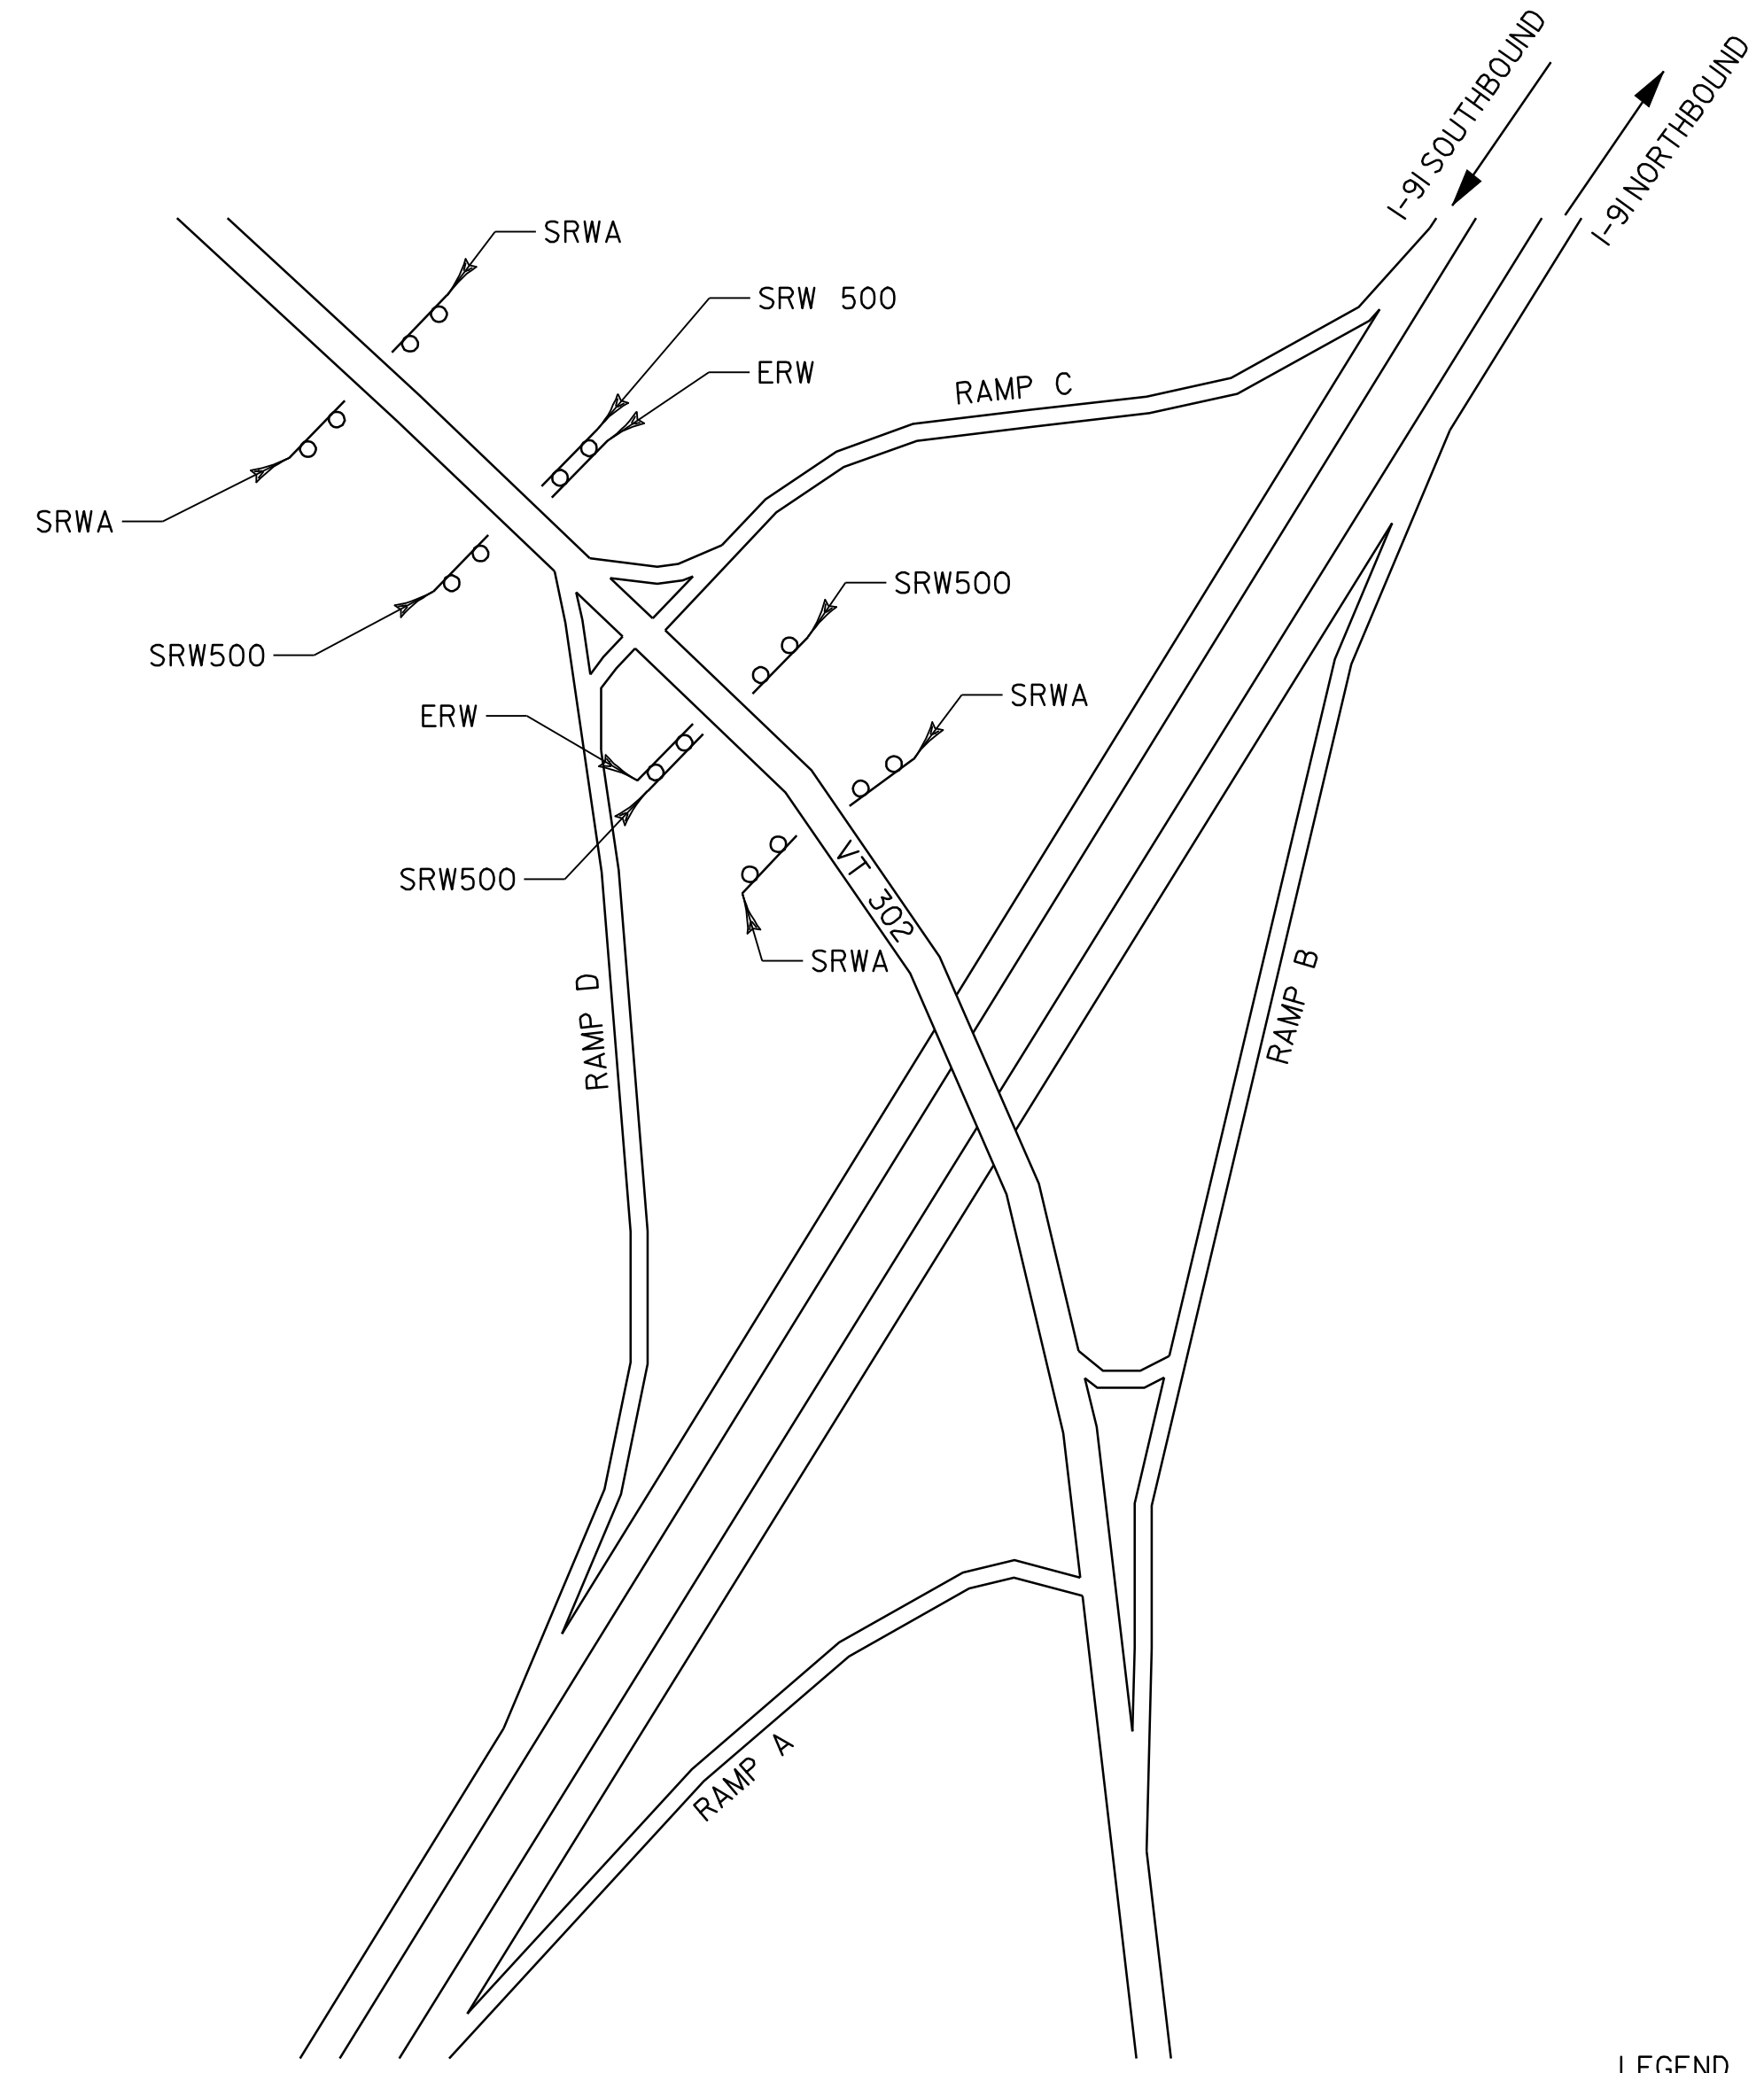 I-91 SOUTHBOUND
I-91 NORTHBOUND
SRWA
SRW 500
ERW
RAMP C
SRWA
SRW500
SRW500
SRWA
ERW
SRW500
VT 302
SRWA
RAMP D
RAMP B
RAMP A
LEGEND